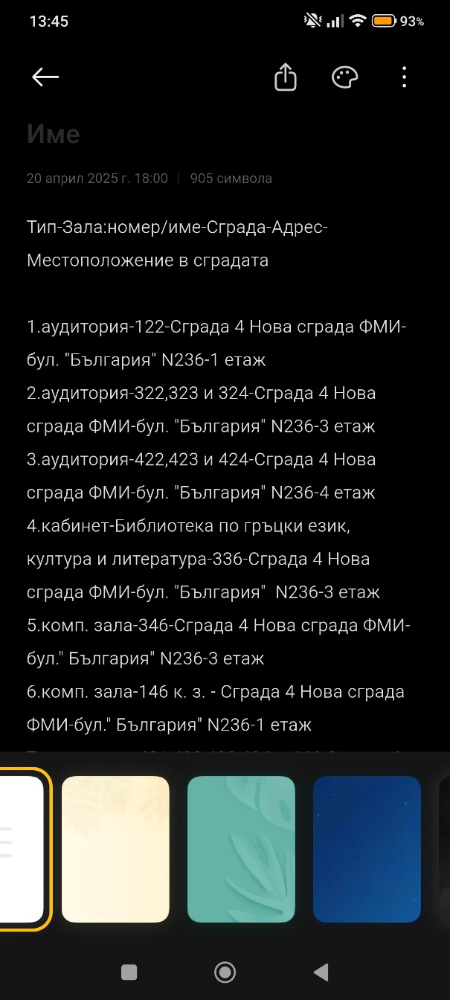 13:45
93%
Име
20 април 2025 г. 18:00 | 905 символа
Тип-Зала:номер/име-Сграда-Адрес-
Местоположение в сградата
1.аудитория-122-Сграда 4 Нова сграда ФМИ-
бул. "България" N236-1 етаж
2.аудитория-322,323 и 324-Сграда 4 Нова
сграда ФМИ-бул. "България" N236-3 етаж
3.аудитория-422,423 и 424-Сграда 4 Нова
сграда ФМИ-бул. "България" N236-4 етаж
4.кабинет-Библиотека по гръцки език,
култура и литература-336-Сграда 4 Нова
сграда ФМИ-бул. "България"  N236-3 етаж
5.комп. зала-346-Сграда 4 Нова сграда ФМИ-
бул." България" N236-3 етаж
6.комп. зала-146 к. з. - Сграда 4 Нова сграда
ФМИ-бул." България" N236-1 етаж